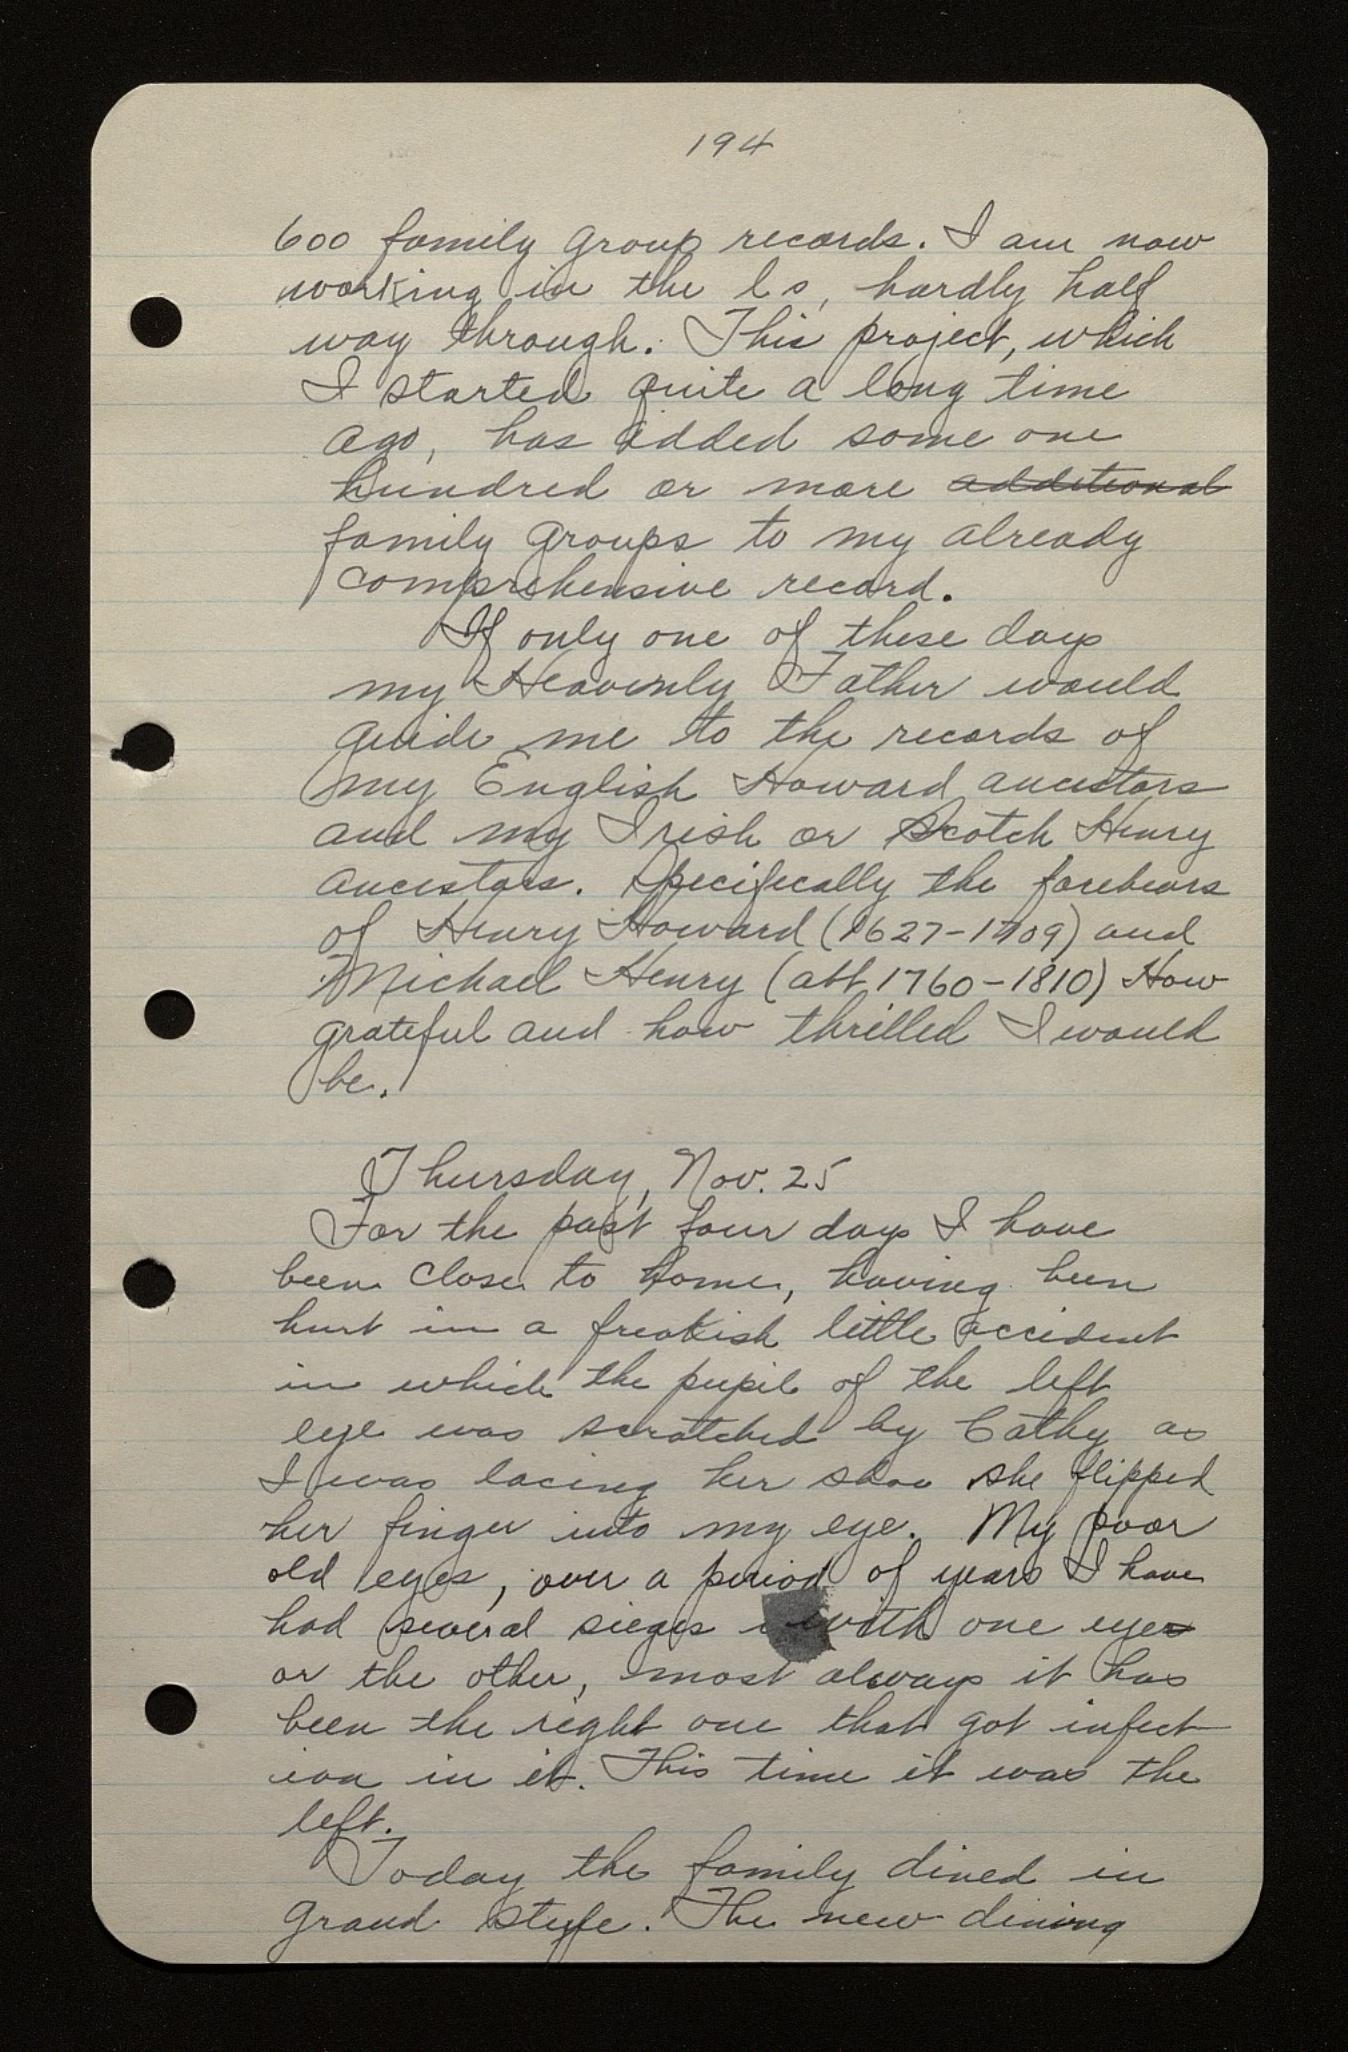 194
600 family group records. I am now
working in the ls, hardly half
way through. This project, which
I started quite a long time
ago, has added some one
hundred or more additional
family groups to my already
comprehensive record.
If only one of these days
my Heavenly Father would
guide me to the records of
my English Howard ancestors
and my Irish or Scotch Henry
ancestors. Specifically the forebears
of Henry Howard (1627-1709) and
Michael Henry (abt 1760-1810) How
grateful and how thrilled I would
be.
Thursday, Nov. 25
For the past four days I have
been close to home, having been
hurt in a freakish little accident
in which the pupil of the left
eye was scratched by Cathy as
I was lacing her shoe she flipped
her finger into my eye. My poor
old eyes, over a period of years I have
had several sieges with one eye
or the other, most always it has
been the right one that got infect
ion in it. This time it was the
left.
Today the family dined in
grand style. The new dining